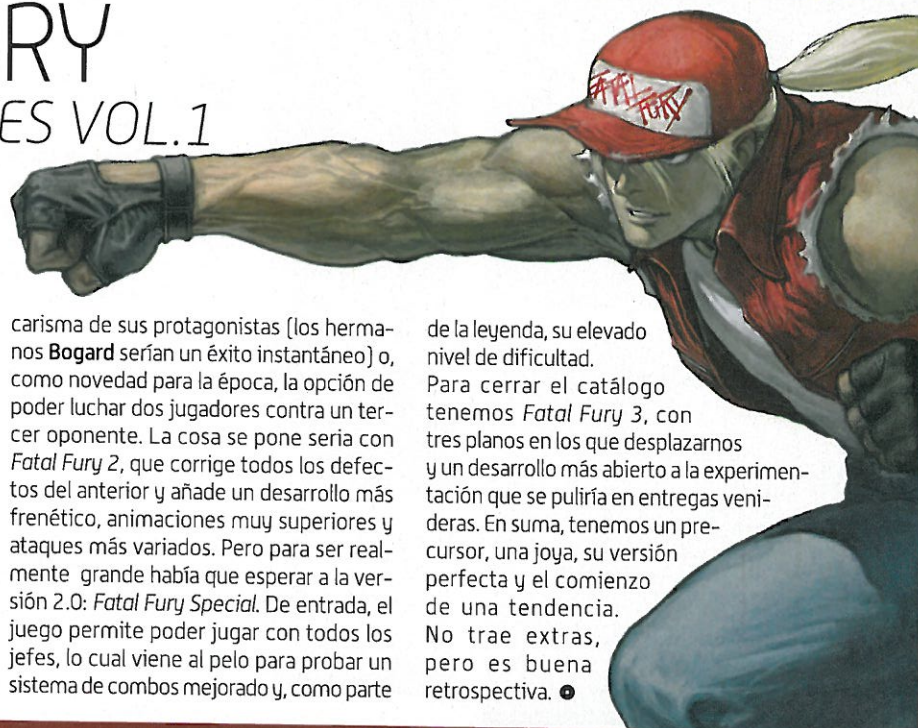 RY
ES VOL.1
FATAL
FURY
carisma de sus protagonistas (los herma-
nos Bogard serían un éxito instantáneo) o,
como novedad para la época, la opción de
poder luchar dos jugadores contra un ter-
cer oponente. La cosa se pone seria con
Fatal Fury 2, que corrige todos los defec-
tos del anterior y añade un desarrollo más
frenético, animaciones muy superiores y
ataques más variados. Pero para ser real-
mente grande había que esperar a la ver-
sión 2.0: Fatal Fury Special. De entrada, el
juego permite poder jugar con todos los
jefes, lo cual viene al pelo para probar un
sistema de combos mejorado y, como parte
de la leyenda, su elevado
nivel de dificultad.
Para cerrar el catálogo
tenemos Fatal Fury 3, con
tres planos en los que desplazarnos
y un desarrollo más abierto a la experimen-
tación que se puliría en entregas veni-
deras. En suma, tenemos un pre-
cursor, una joya, su versión
perfecta y el comienzo
de una tendencia.
No trae extras,
pero es buena
retrospectiva.